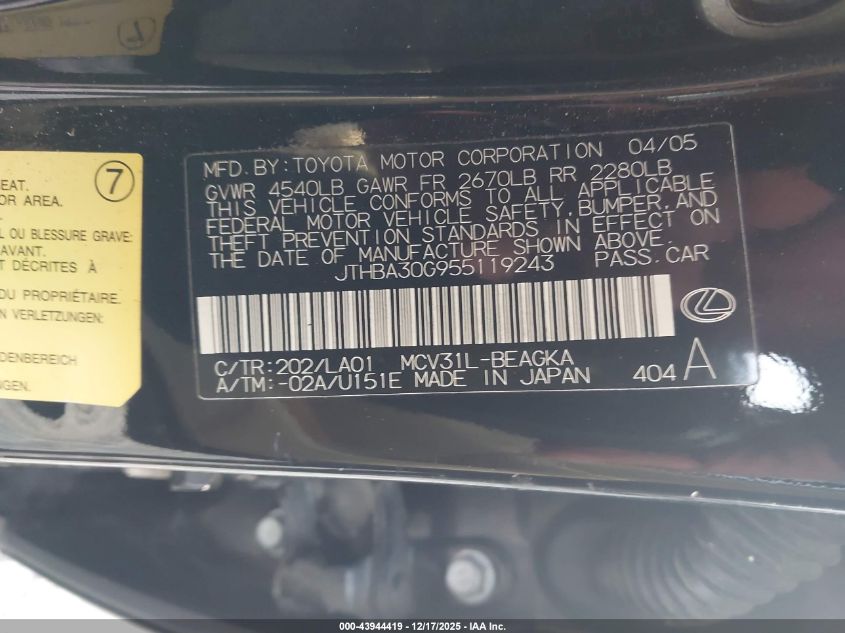 7
EAT.
OR AREA.
L OU BLESSURE GRAVE:
AVANT.
T DÉCRITES À
DU PROPRIÉTAIRE.
N VERLETZUNGEN:
DENBEREICH
MFD.BY:TOYOTA MOTOR CORPORATION 04/05
GVWR 4540LB GAWR FR 2670LB RR 2280LB
THIS VEHICLE CONFORMS TO ALL APPLICABLE
FEDERAL MOTOR VEHICLE SAFETY,BUMPER,AND
THEFT PREVENTION STANDARDS IN EFFECT ON
THE DATE OF MANUFACTURE SHOWN ABOVE.
JTHBA30G955119243 PASS.CAR
C/TR:202/LA01 MCV31L-BEAGKA
A/TM:-02A/U151E MADE IN JAPAN 404 A
000-43944419 - 12/17/2025 - IAA Inc.